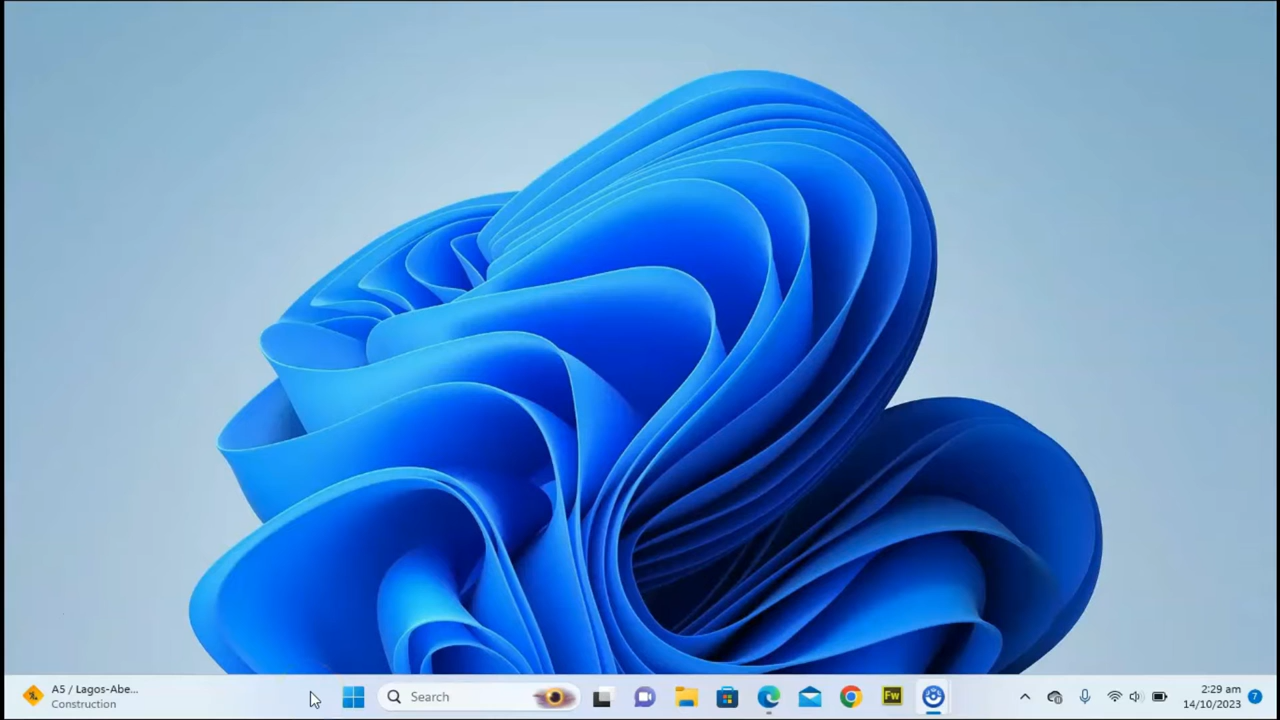 A5 / Lagos-Abe...
Construction
Search
Fw
2:29 am
14/10/2023
7